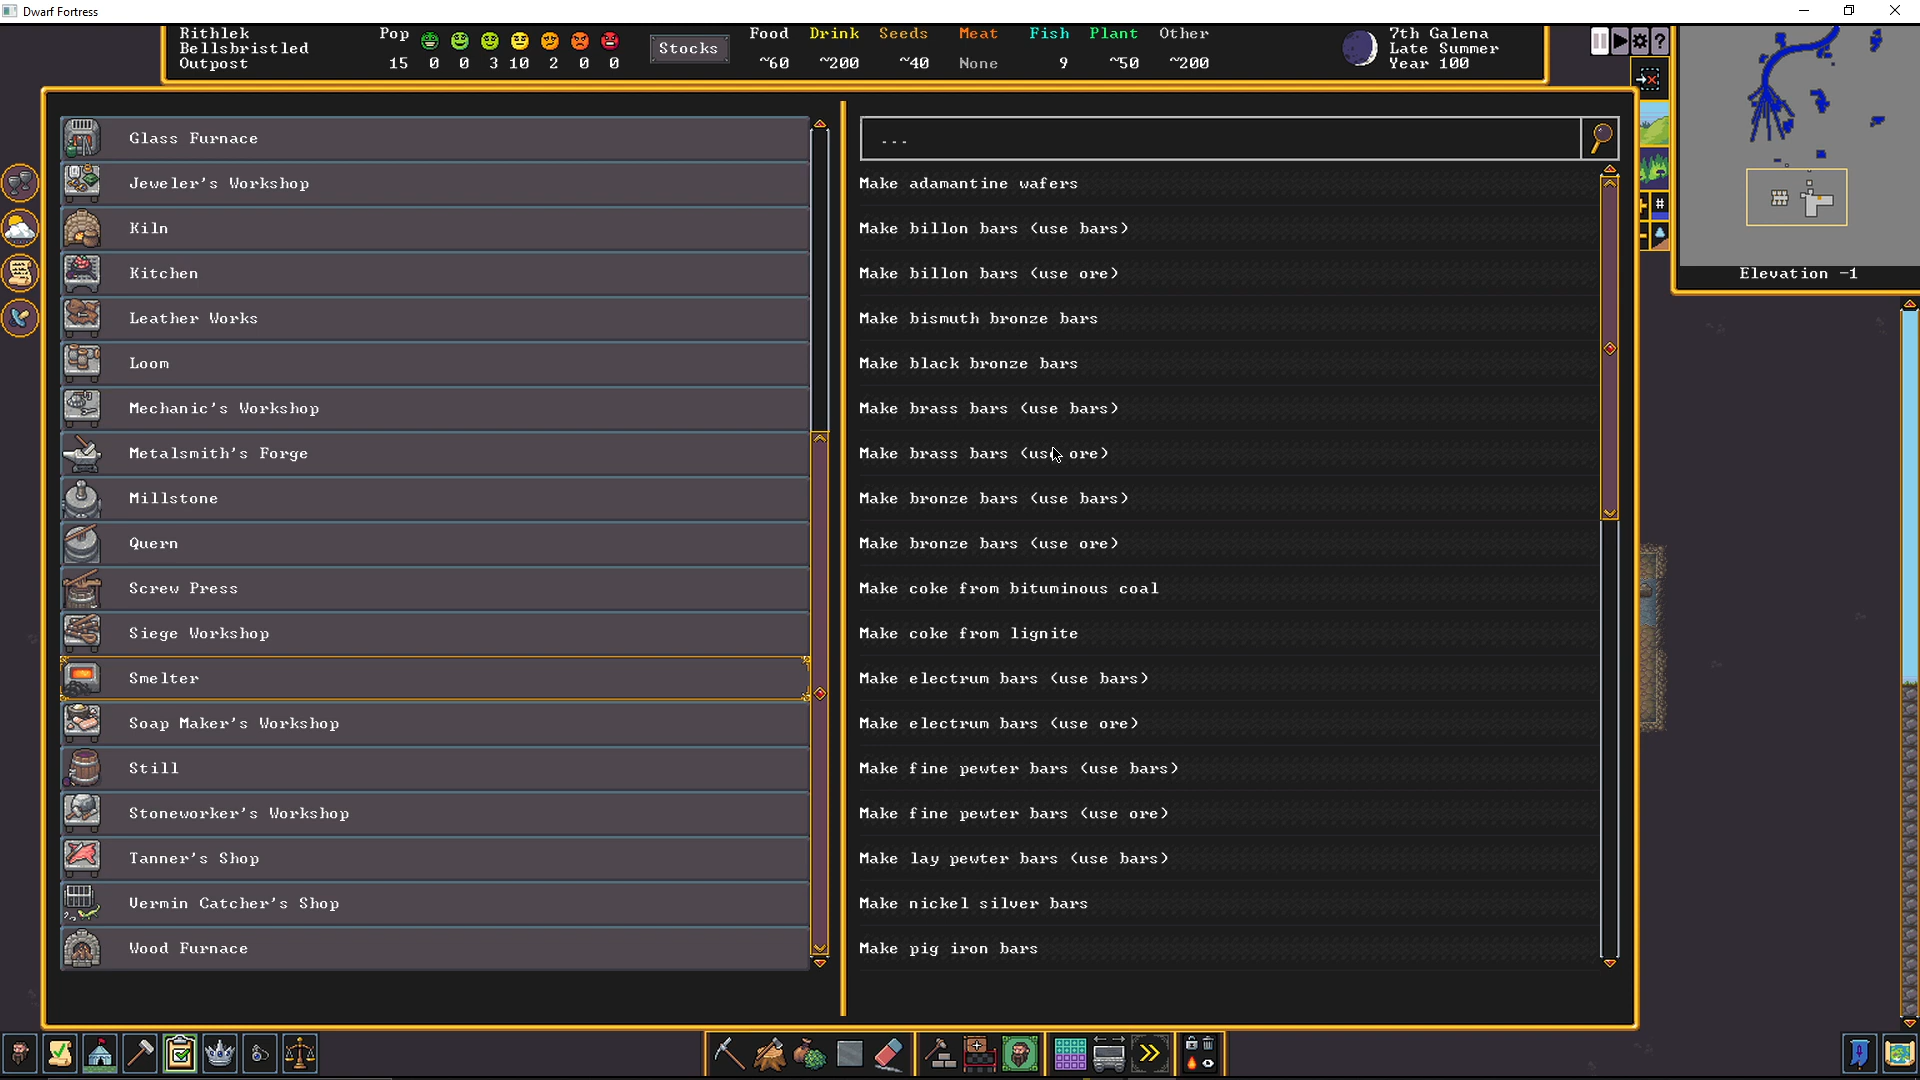 Dwarf Fortress
Rithlek
Bellsbristled
Outpost
Pop
15 0 0 3 10 2 0 0
Stocks
Food Drink Seeds Meat Fish Plant Other
~60 ~200 ~40 None 9 ~50 ~200
7th Galena
Late Summer
Year 100
?
#
Elevation -1
Glass Furnace
Jeweler's Workshop
Kiln
Kitchen
Leather Works
Loom
Mechanic's Workshop
Metalsmith's Forge
Millstone
Quern
Screw Press
Siege Workshop
Smelter
Soap Maker's Workshop
Still
Stoneworker's Workshop
Tanner's Shop
Vermin Catcher's Shop
Wood Furnace
...
Make adamantine wafers
Make billon bars (use bars)
Make billon bars (use ore)
Make bismuth bronze bars
Make black bronze bars
Make brass bars (use bars)
Make brass bars (use ore)
Make bronze bars (use bars)
Make bronze bars (use ore)
Make coke from bituminous coal
Make coke from lignite
Make electrum bars (use bars)
Make electrum bars (use ore)
Make fine pewter bars (use bars)
Make fine pewter bars (use ore)
Make lay pewter bars (use bars)
Make nickel silver bars
Make pig iron bars